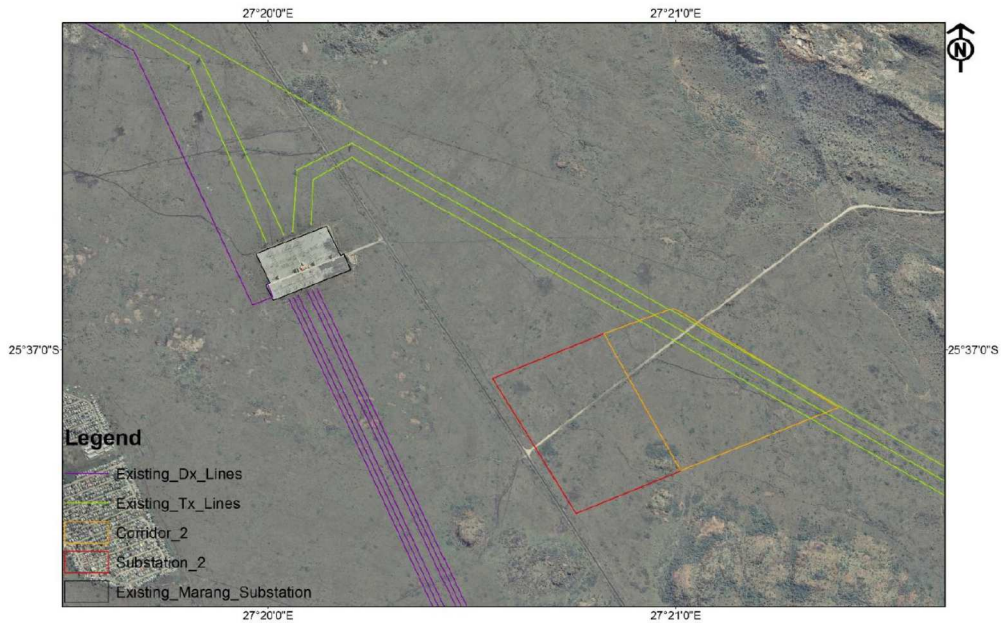 27°20'0"E 27°21'0"E
N
25°37'0"S 25°37'0"S
Legend
Existing_Dx_Lines
Existing_Tx_Lines
Corridor_2
Substation_2
Existing_Marang_Substation
27°20'0"E 27°21'0"E